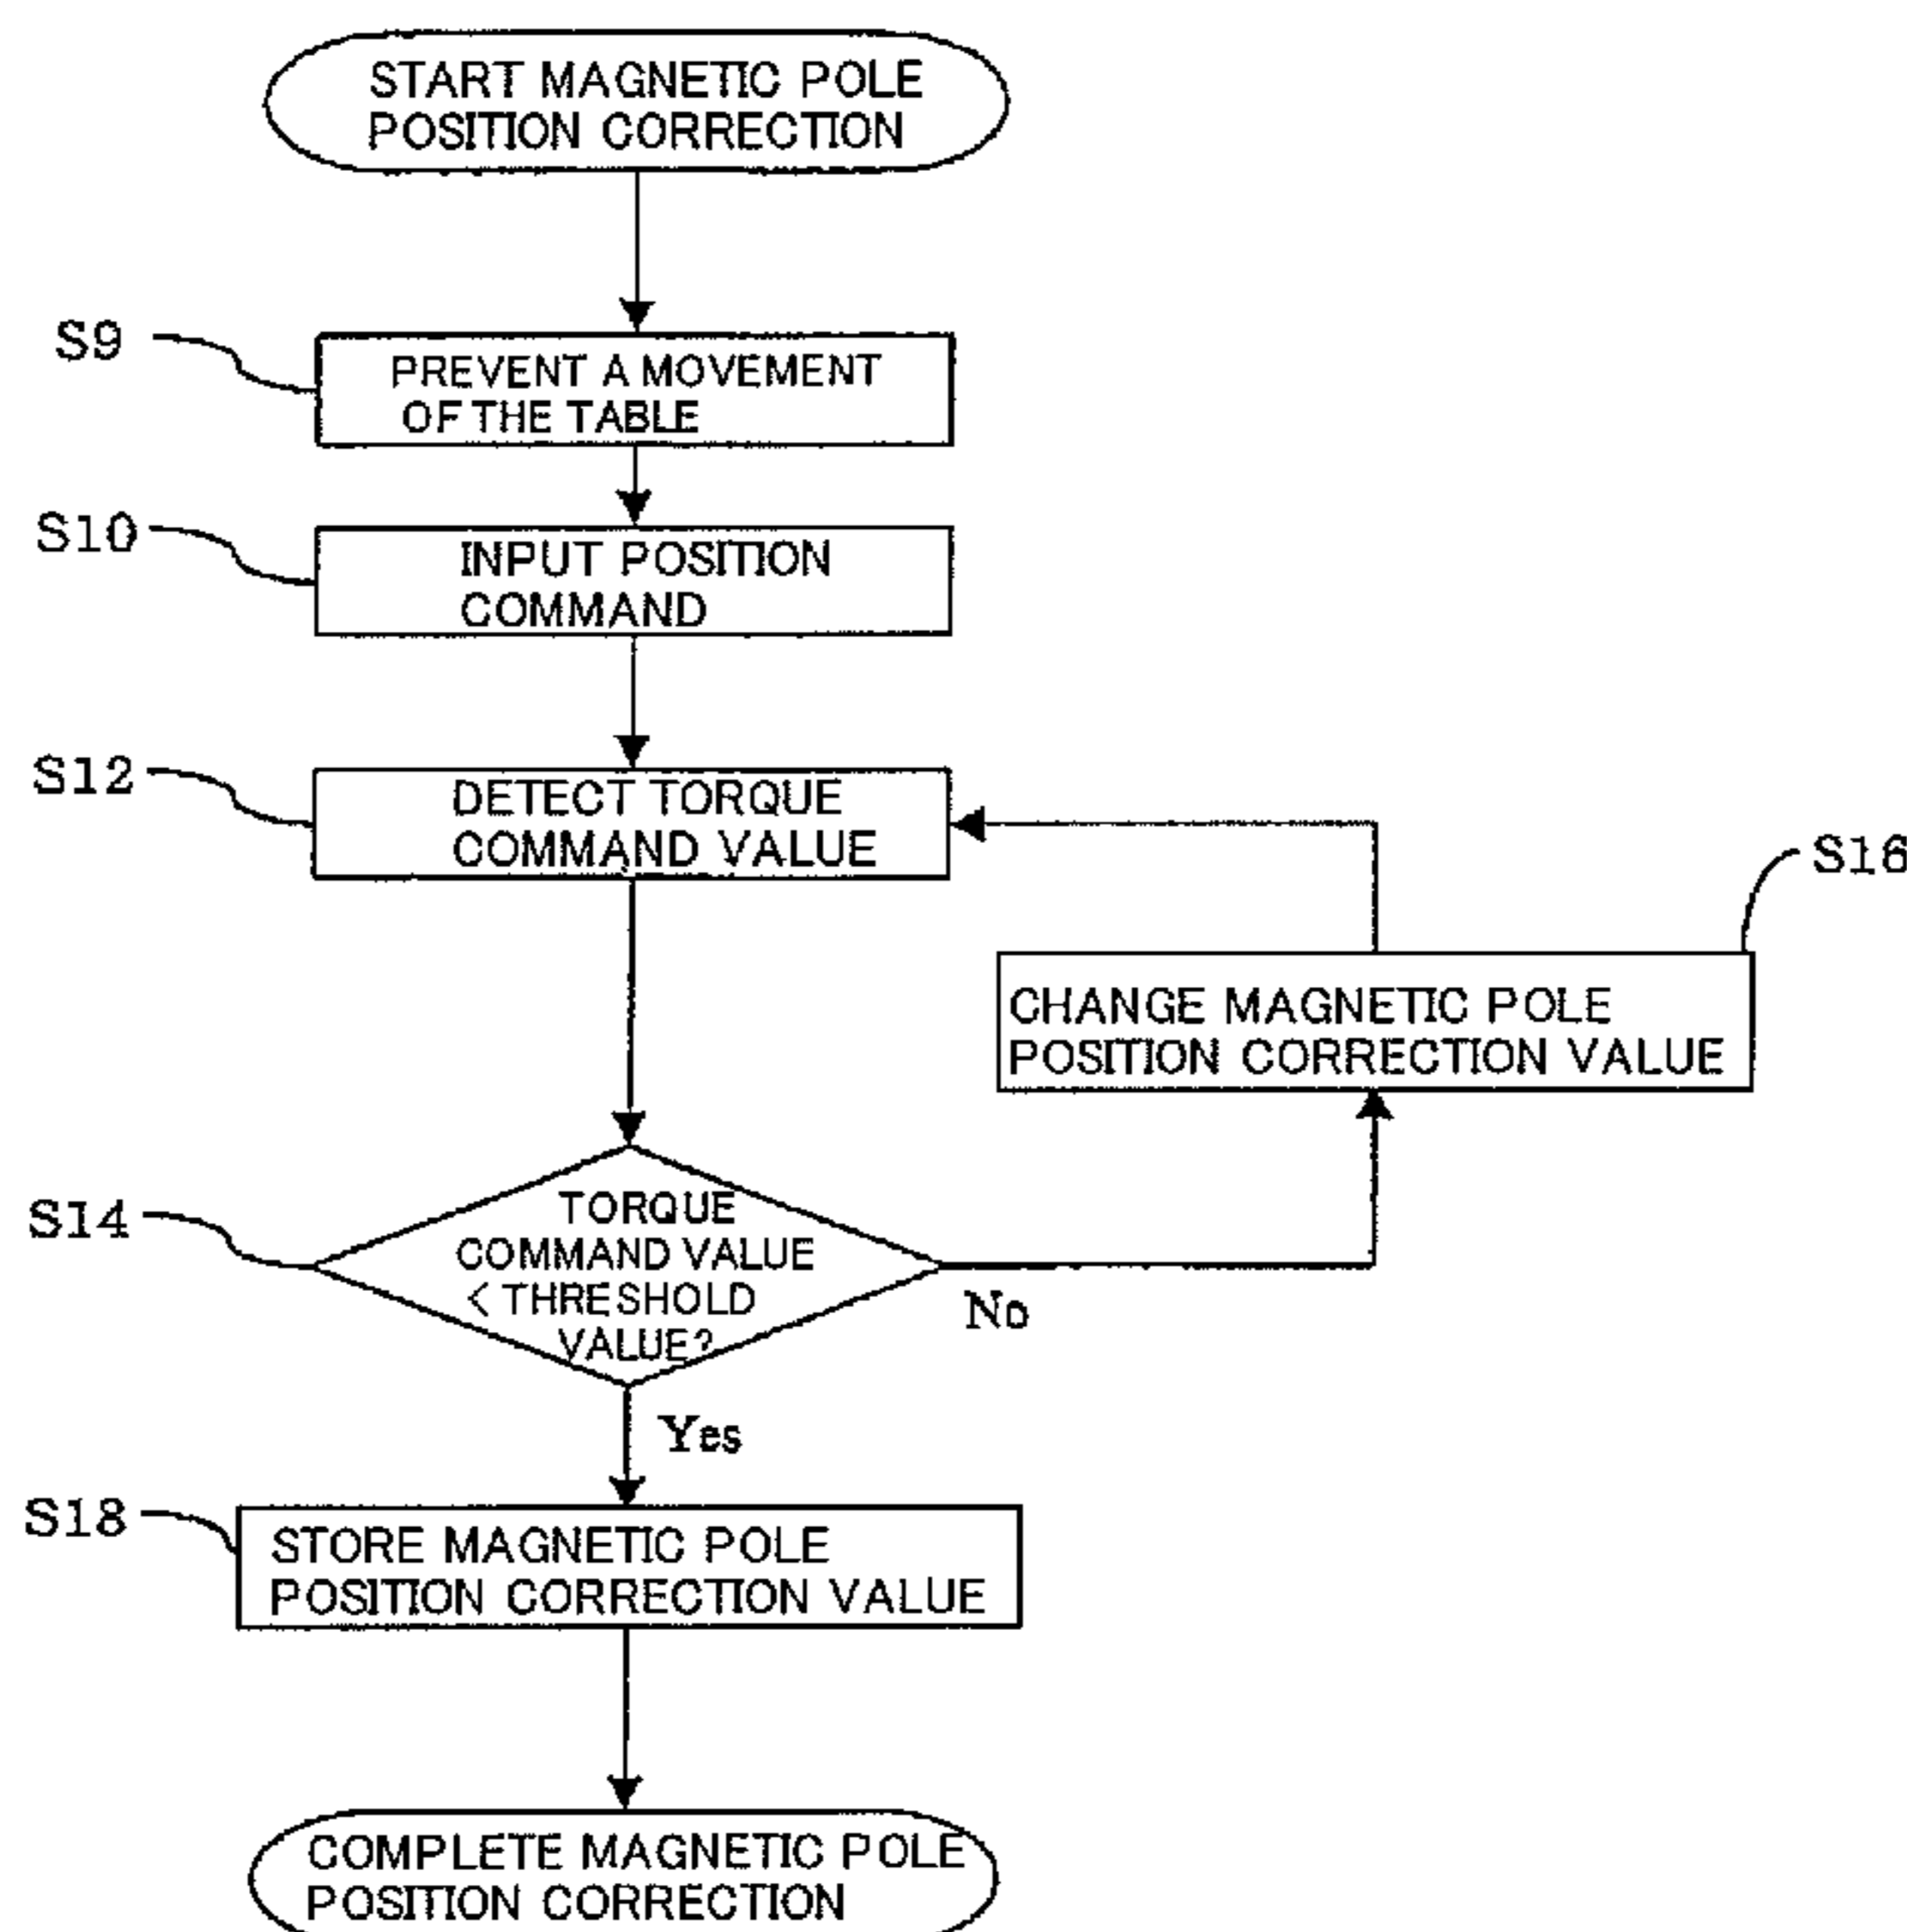 START MAGNETIC POLE
POSITION CORRECTION
S9
PREVENT A MOVEMENT
OF THE TABLE
S10
INPUT POSITION
COMMAND
S12
DETECT TORQUE
COMMAND VALUE
S16
CHANGE MAGNETIC POLE
POSITION CORRECTION VALUE
S14
TORQUE
COMMAND VALUE
< THRESHOLD
VALUE?
No
Yes
S18
STORE MAGNETIC POLE
POSITION CORRECTION VALUE
COMPLETE MAGNETIC POLE
POSITION CORRECTION